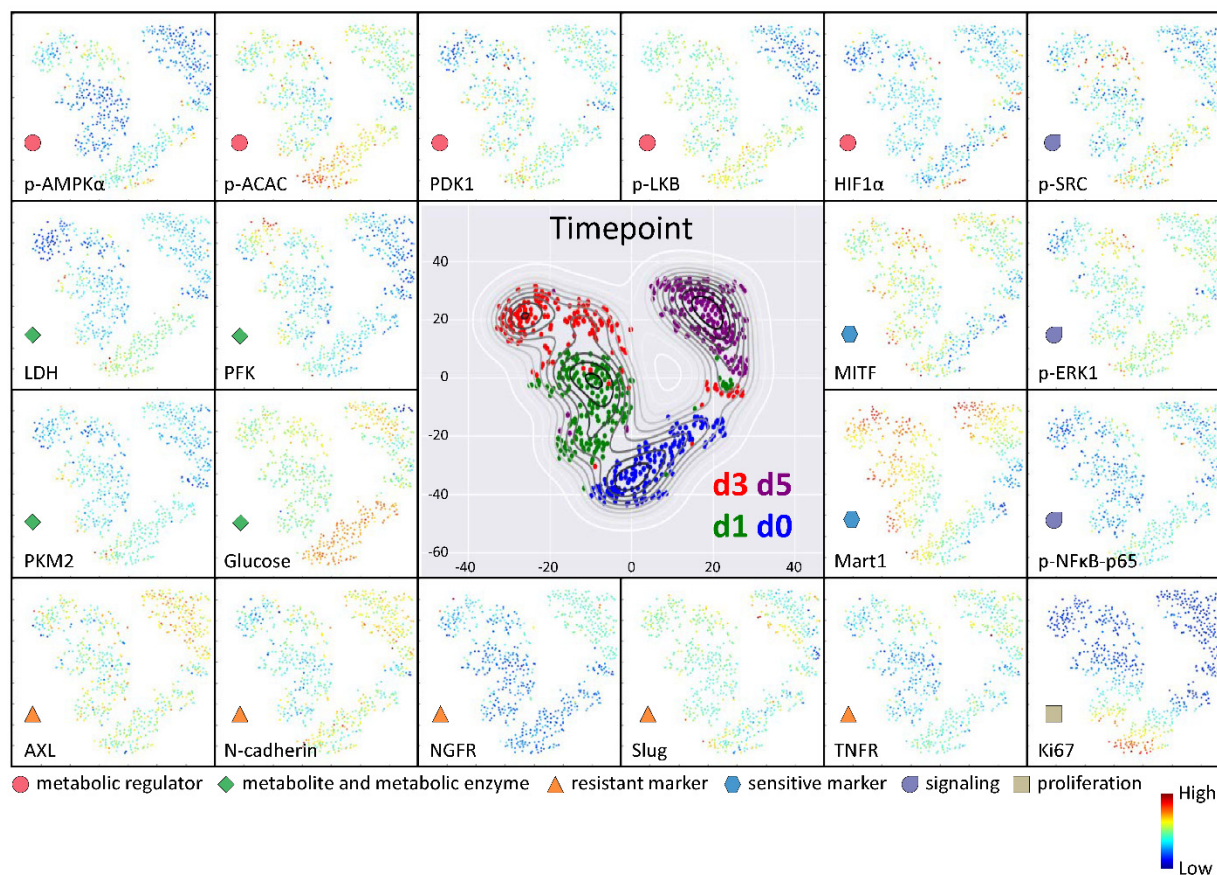 p-AMPKα
p-ACAC
PDK1
p-LKB
HIF1α
p-SRC
LDH
PFK
Timepoint
40
20
0
-20
-40
-60
-20
0
20
40
d3 d5
d1 d0
MITF
p-ERK1
PKM2
Glucose
Mart1
p-NFκB-p65
AXL
N-cadherin
NGFR
Slug
TNFR
Ki67
metabolic regulator
metabolite and metabolic enzyme
resistant marker
sensitive marker
signaling
proliferation
High
Low